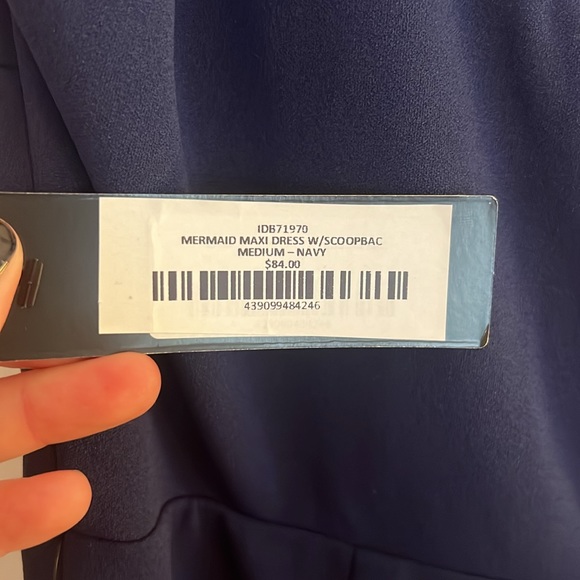 IDB71970
MERMAID MAXI DRESS W/SCOOPBAC
MEDIUM – NAVY
$84.00
439099484246